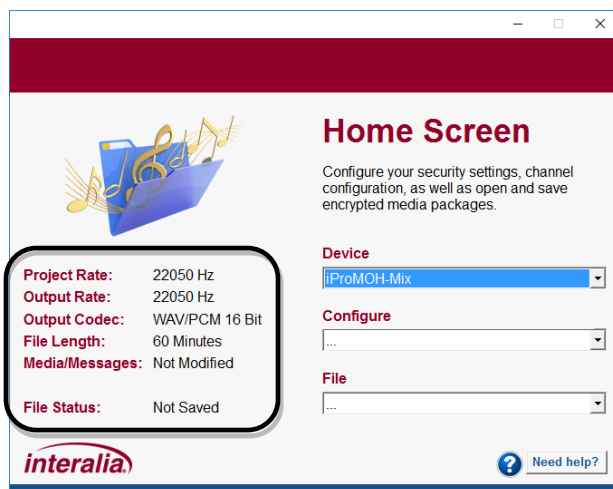 Home Screen
Configure your security settings, channel
configuration, as well as open and save
encrypted media packages.
Project Rate: 22050 Hz
Output Rate: 22050 Hz
Output Codec: WAV/PCM 16 Bit
File Length: 60 Minutes
Media/Messages: Not Modified
File Status: Not Saved
Device
iProMOH-Mix
Configure
...
File
...
interalia
Need help?